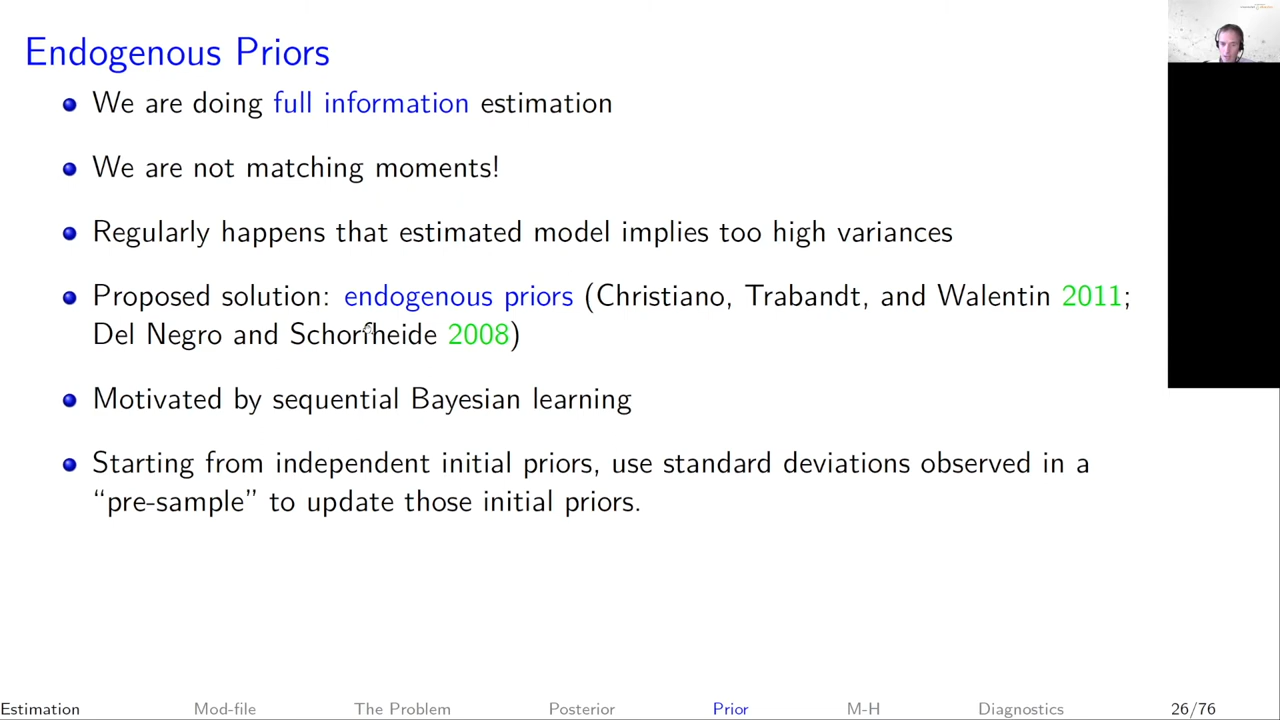 Endogenous Priors
We are doing full information estimation
We are not matching moments!
Regularly happens that estimated model implies too high variances
Proposed solution: endogenous priors (Christiano, Trabandt, and Walentin 2011;
Del Negro and Schorfheide 2008)
Motivated by sequential Bayesian learning
Starting from independent initial priors, use standard deviations observed in a
“pre-sample” to update those initial priors.
Estimation Mod-file The Problem Posterior Prior M-H Diagnostics 26/76